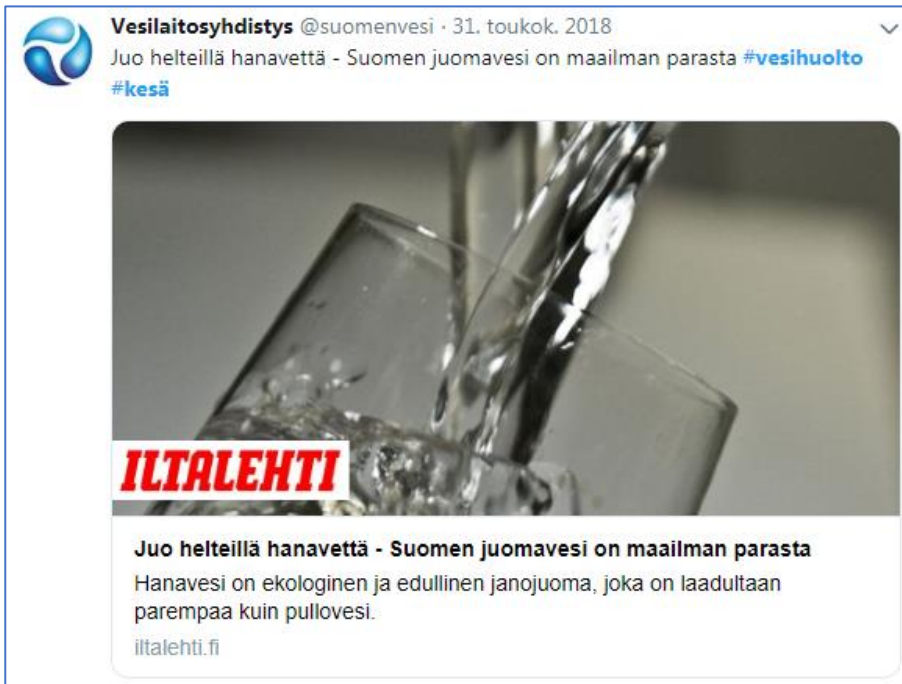 Vesilaitosyhdistys @suomenvesi · 31. toukok. 2018
Juo helteillä hanavettä - Suomen juomavesi on maailman parasta #vesihuolto
#kesä
ILTALEHTI
Juo helteillä hanavettä - Suomen juomavesi on maailman parasta
Hanavesi on ekologinen ja edullinen janojuoma, joka on laadultaan
parempaa kuin pullovesi.
iltalehti.fi